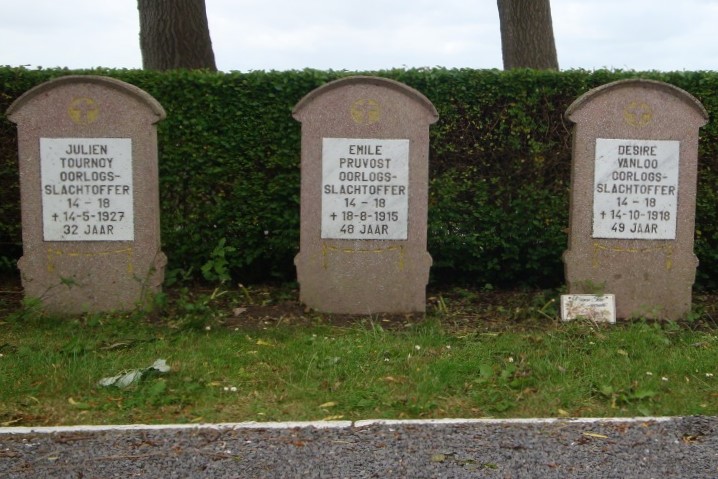 JULIEN
TOURNOY
OORLOGS-
SLACHTOFFER
14 - 18
+ 14-5-1927
32 JAAR
EMILE
PRUVOST
OORLOGS-
SLACHTOFFER
14 - 18
+ 18-8-1915
48 JAAR
DESIRE
VANLOO
OORLOGS-
SLACHTOFFER
14 - 18
+ 14-10-1918
49 JAAR